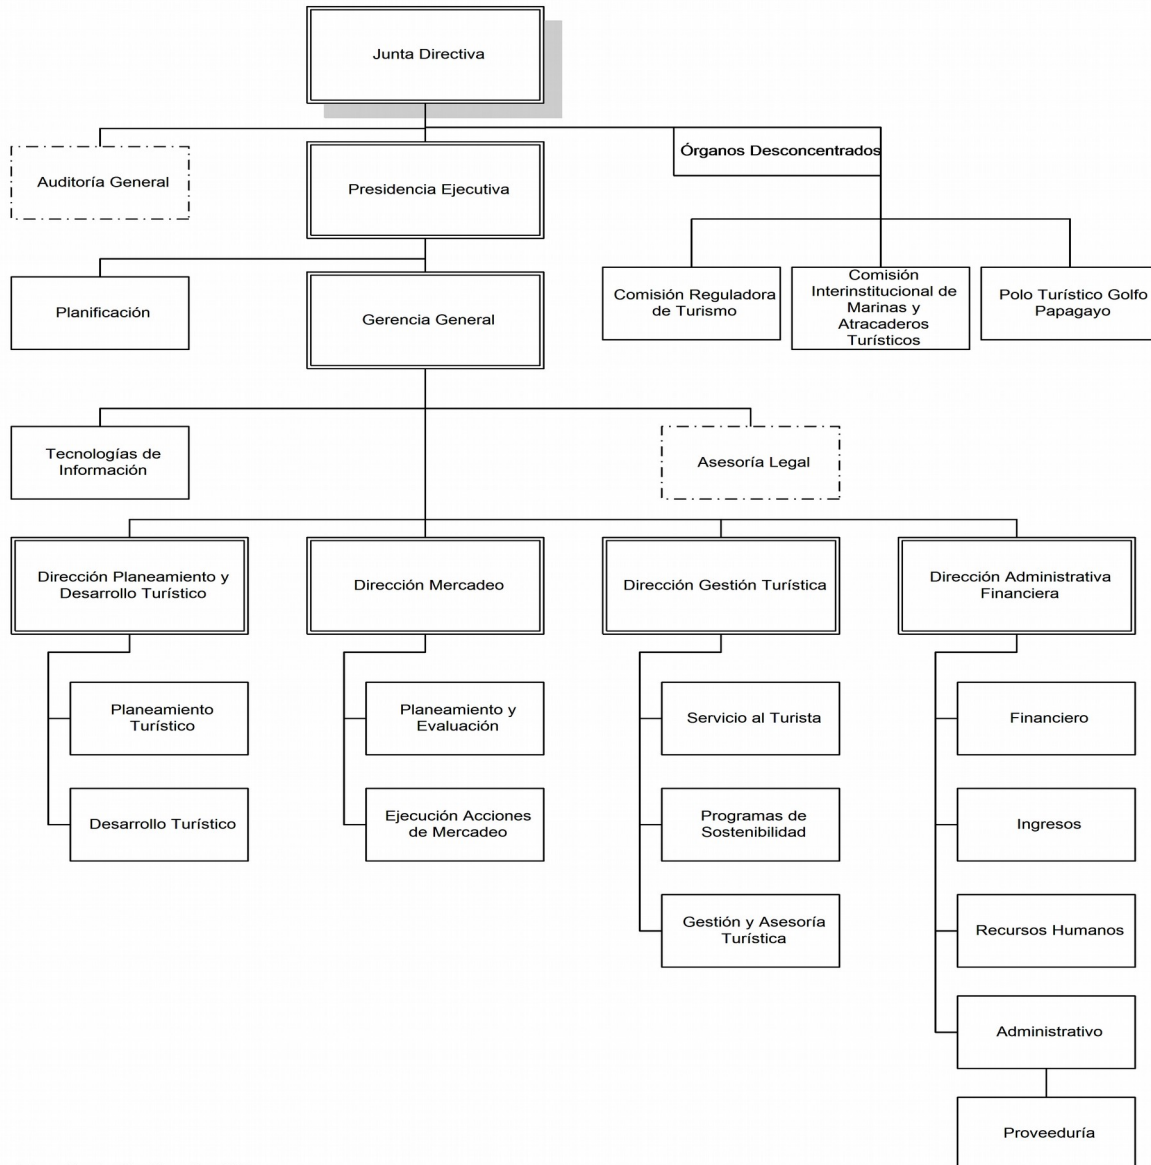 Junta Directiva
Órganos Desconcentrados
Auditoría General
Presidencia Ejecutiva
Planificación
Gerencia General
Comisión Reguladora
de Turismo
Comisión
Interinstitucional de
Marinas y
Atracaderos
Turísticos
Polo Turístico Golfo
Papagayo
Tecnologías de
Información
Asesoría Legal
Dirección Planeamiento y
Desarrollo Turístico
Dirección Mercadeo
Dirección Gestión Turística
Dirección Administrativa
Financiera
Planeamiento
Turístico
Planeamiento y
Evaluación
Servicio al Turista
Financiero
Desarrollo Turístico
Ejecución Acciones
de Mercadeo
Programas de
Sostenibilidad
Ingresos
Gestión y Asesoría
Turística
Recursos Humanos
Administrativo
Proveeduría